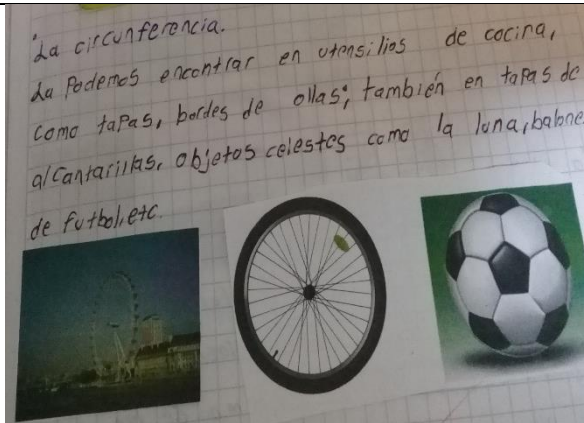 La circunferencia.
La Podemos encontrar en utensilios de cocina,
como tapas, bordes de ollas; también en tapas de
alcantarillas, objetos celestes como la luna, balone
de futbol, etc.